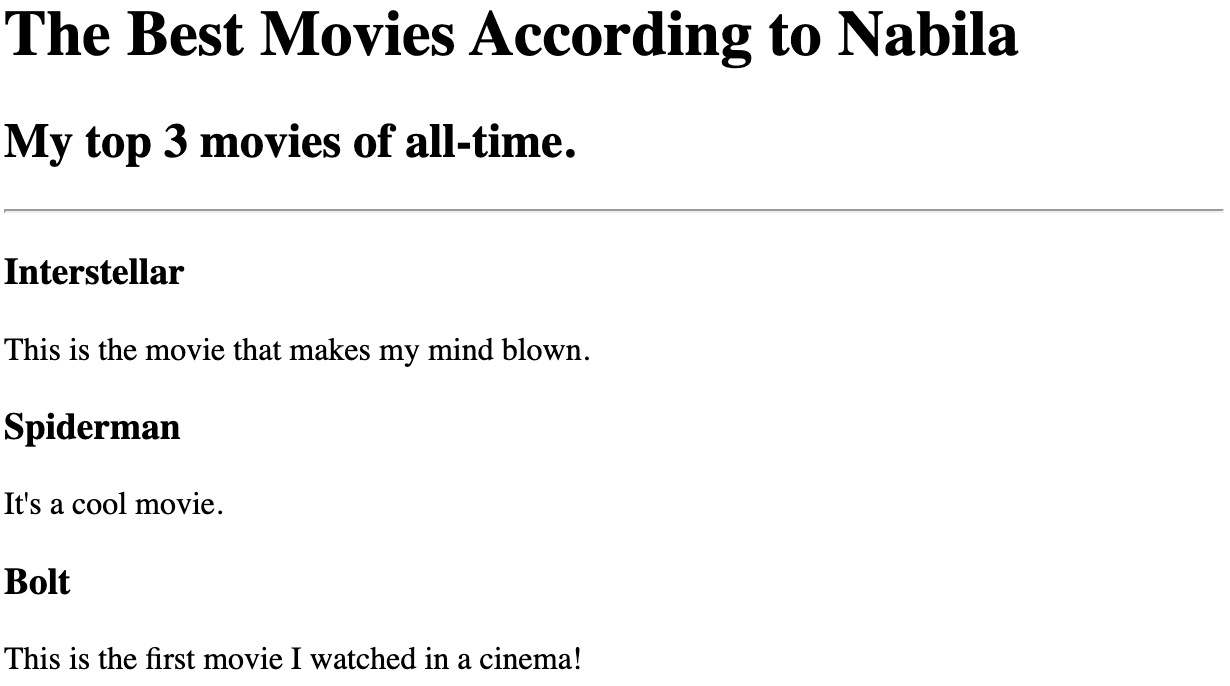 The Best Movies According to Nabila
My top 3 movies of all-time.
Interstellar
This is the movie that makes my mind blown.
Spiderman
It's a cool movie.
Bolt
This is the first movie I watched in a cinema!